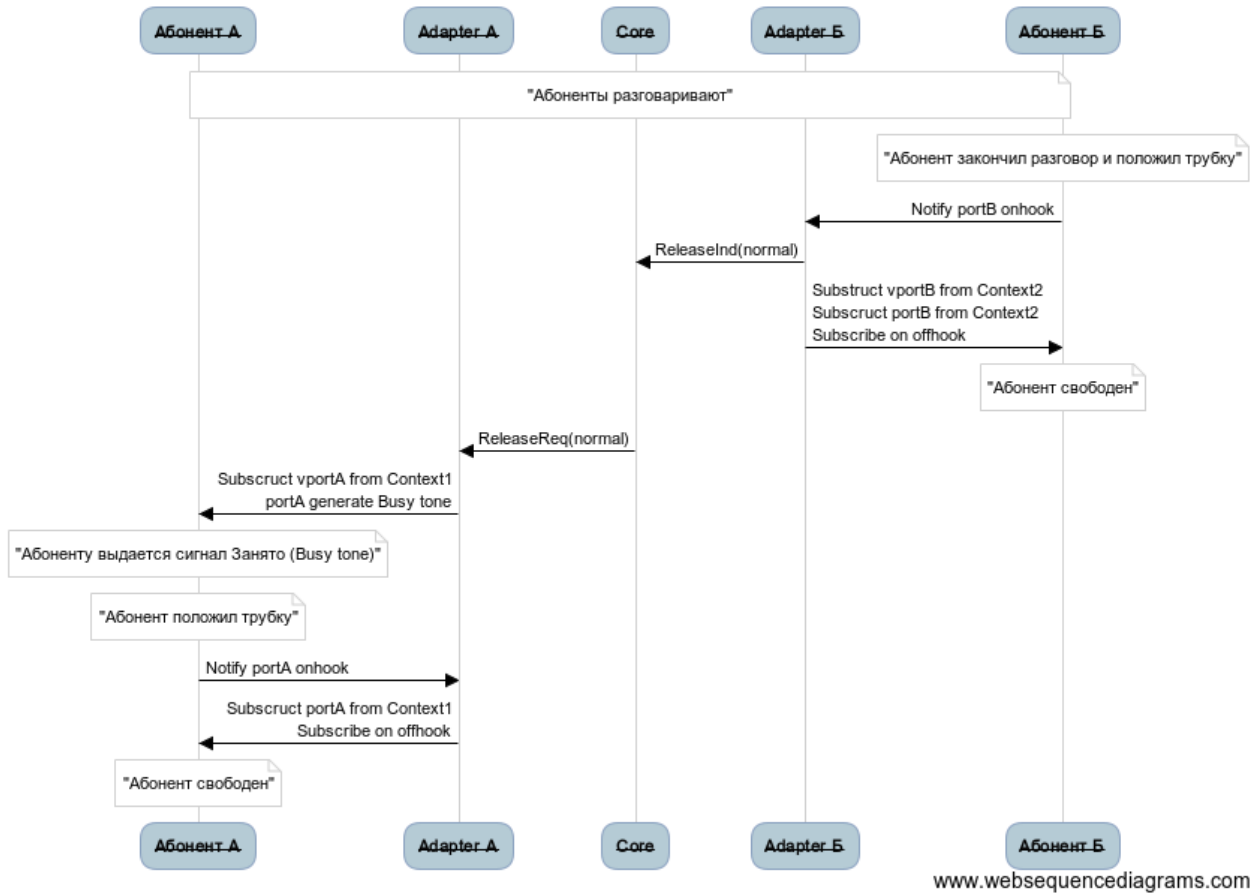 Абонент А
Adapter А
Core
Adapter Б
Абонент Б
"Абоненты разговаривают"
"Абонент закончил разговор и положил трубку"
Notify portB onhook
ReleaseInd(normal)
Substruct vportB from Context2
Subscruct portB from Context2
Subscribe on offhook
"Абонент свободен"
ReleaseReq(normal)
Subscruct vportA from Context1
portA generate Busy tone
"Абоненту выдается сигнал Занято (Busy tone)"
"Абонент положил трубку"
Notify portA onhook
Subscruct portA from Context1
Subscribe on offhook
"Абонент свободен"
Абонент А
Adapter А
Core
Adapter Б
Абонент Б
www.websequencediagrams.com